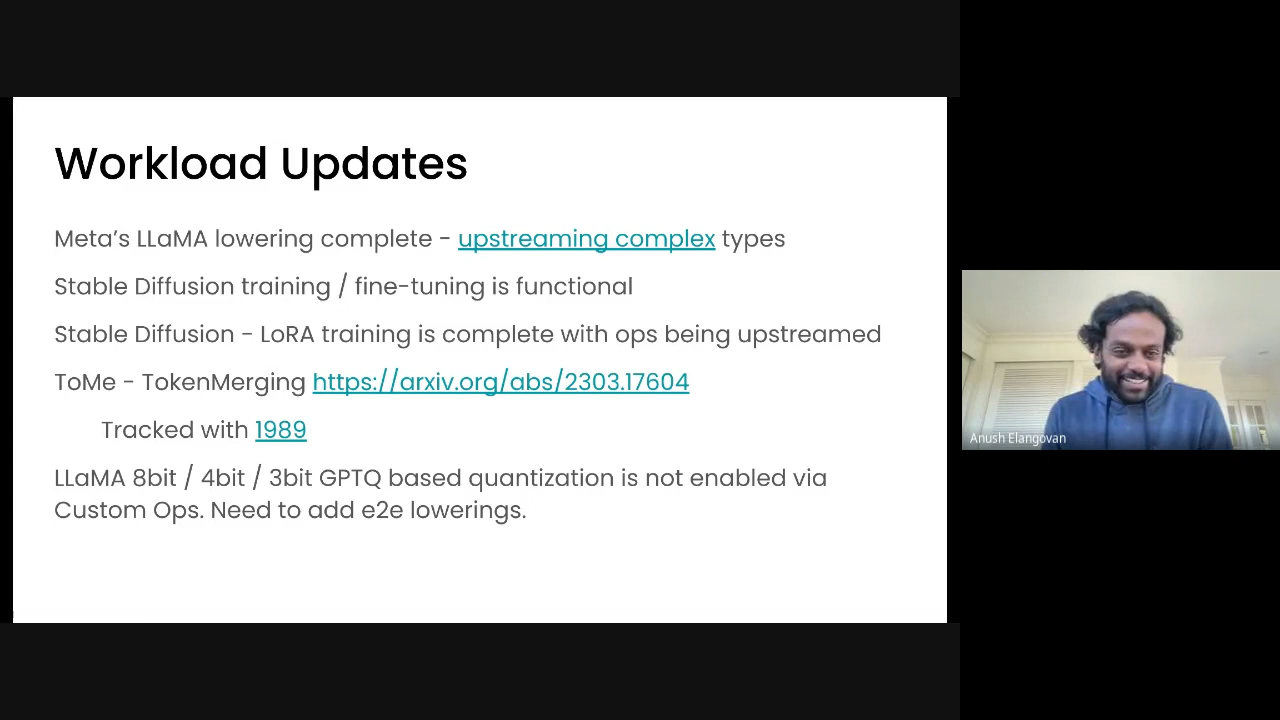 Workload Updates
Meta's LLaMA lowering complete - upstreaming complex types
Stable Diffusion training / fine-tuning is functional
Stable Diffusion - LoRA training is complete with ops being upstreamed
ToMe - TokenMerging https://arxiv.org/abs/2303.17604
Tracked with 1989
LLaMA 8bit / 4bit / 3bit GPTQ based quantization is not enabled via
Custom Ops. Need to add e2e lowerings.
Anush Elangovan